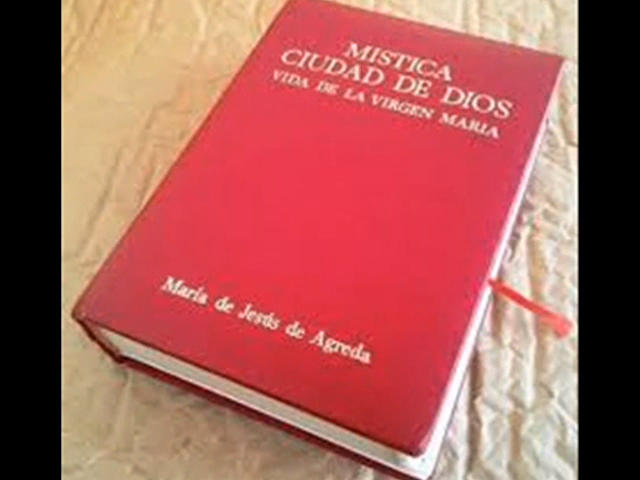 MISTICA
CIUDAD DE DIOS
VIDA DE LA VIRGEN MARIA
María de Jesús de Agreda